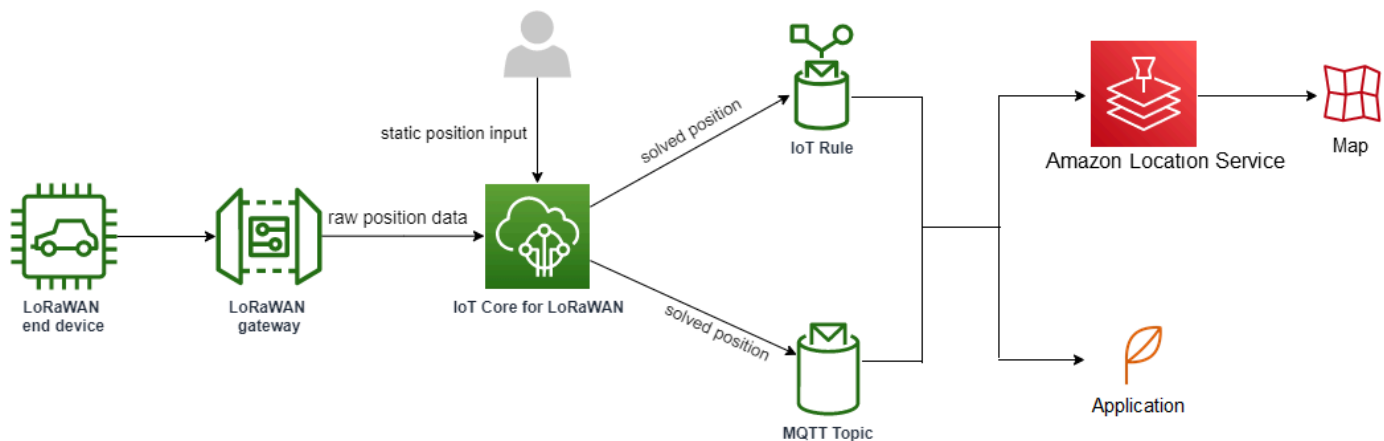 static position input
solved position
IoT Rule
Amazon Location Service
Map
raw position data
LoRaWAN
end device
LoRaWAN
gateway
IoT Core for LoRaWAN
solved position
MQTT Topic
Application